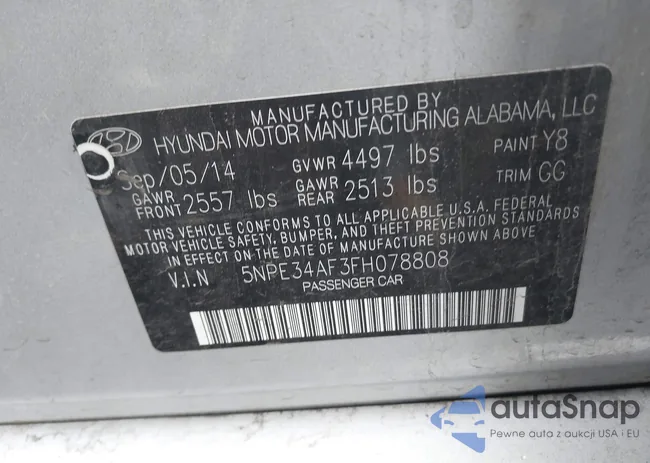 MANUFACTURED BY
HYUNDAI MOTOR MANUFACTURING ALABAMA, LLC
Sep/05/14 GVWR 4497 lbs PAINT Y8
GAWR FRONT 2557 lbs GAWR REAR 2513 lbs TRIM GG
THIS VEHICLE CONFORMS TO ALL APPLICABLE U.S.A. FEDERAL
MOTOR VEHICLE SAFETY, BUMPER, AND THEFT PREVENTION STANDARDS
IN EFFECT ON THE DATE OF MANUFACTURE SHOWN ABOVE.
V.I.N 5NPE34AF3FH078808
PASSENGER CAR
autaSnap
Pewne auta z aukcji USA i EU